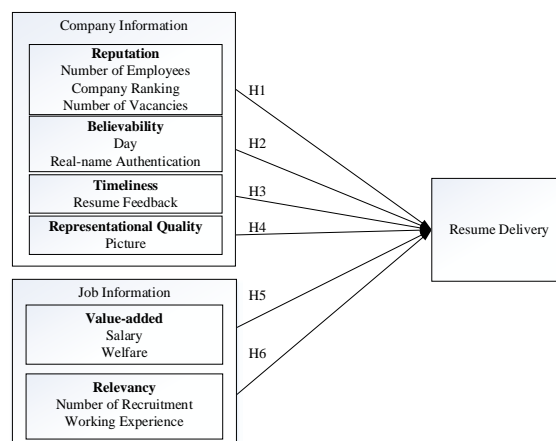 Company Information
Reputation
Number of Employees
Company Ranking
Number of Vacancies
Believability
Day
Real-name Authentication
Timeliness
Resume Feedback
Representational Quality
Picture
Job Information
Value-added
Salary
Welfare
Relevancy
Number of Recruitment
Working Experience
H1
H2
H3
H4
H5
H6
Resume Delivery